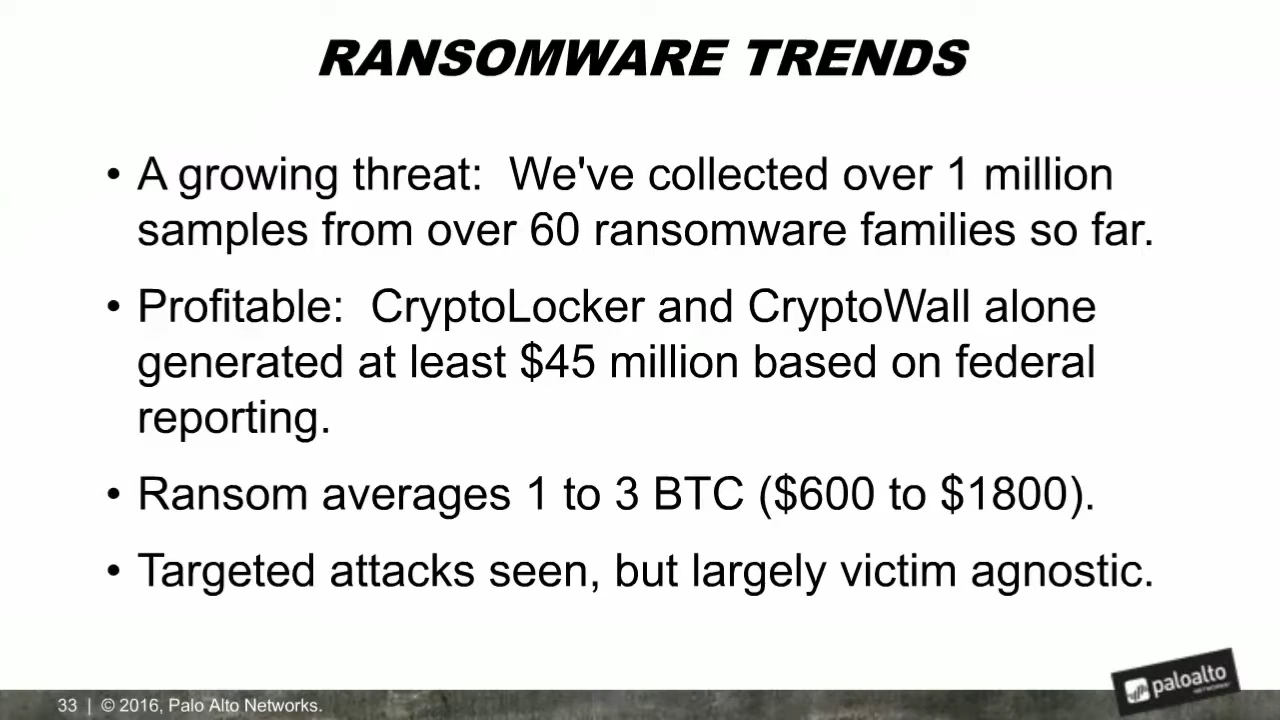 RANSOMWARE TRENDS
• A growing threat:  We've collected over 1 million
samples from over 60 ransomware families so far.
• Profitable:  CryptoLocker and CryptoWall alone
generated at least $45 million based on federal
reporting.
• Ransom averages 1 to 3 BTC ($600 to $1800).
• Targeted attacks seen, but largely victim agnostic.
paloalto
NETWORKS
33 | © 2016, Palo Alto Networks.